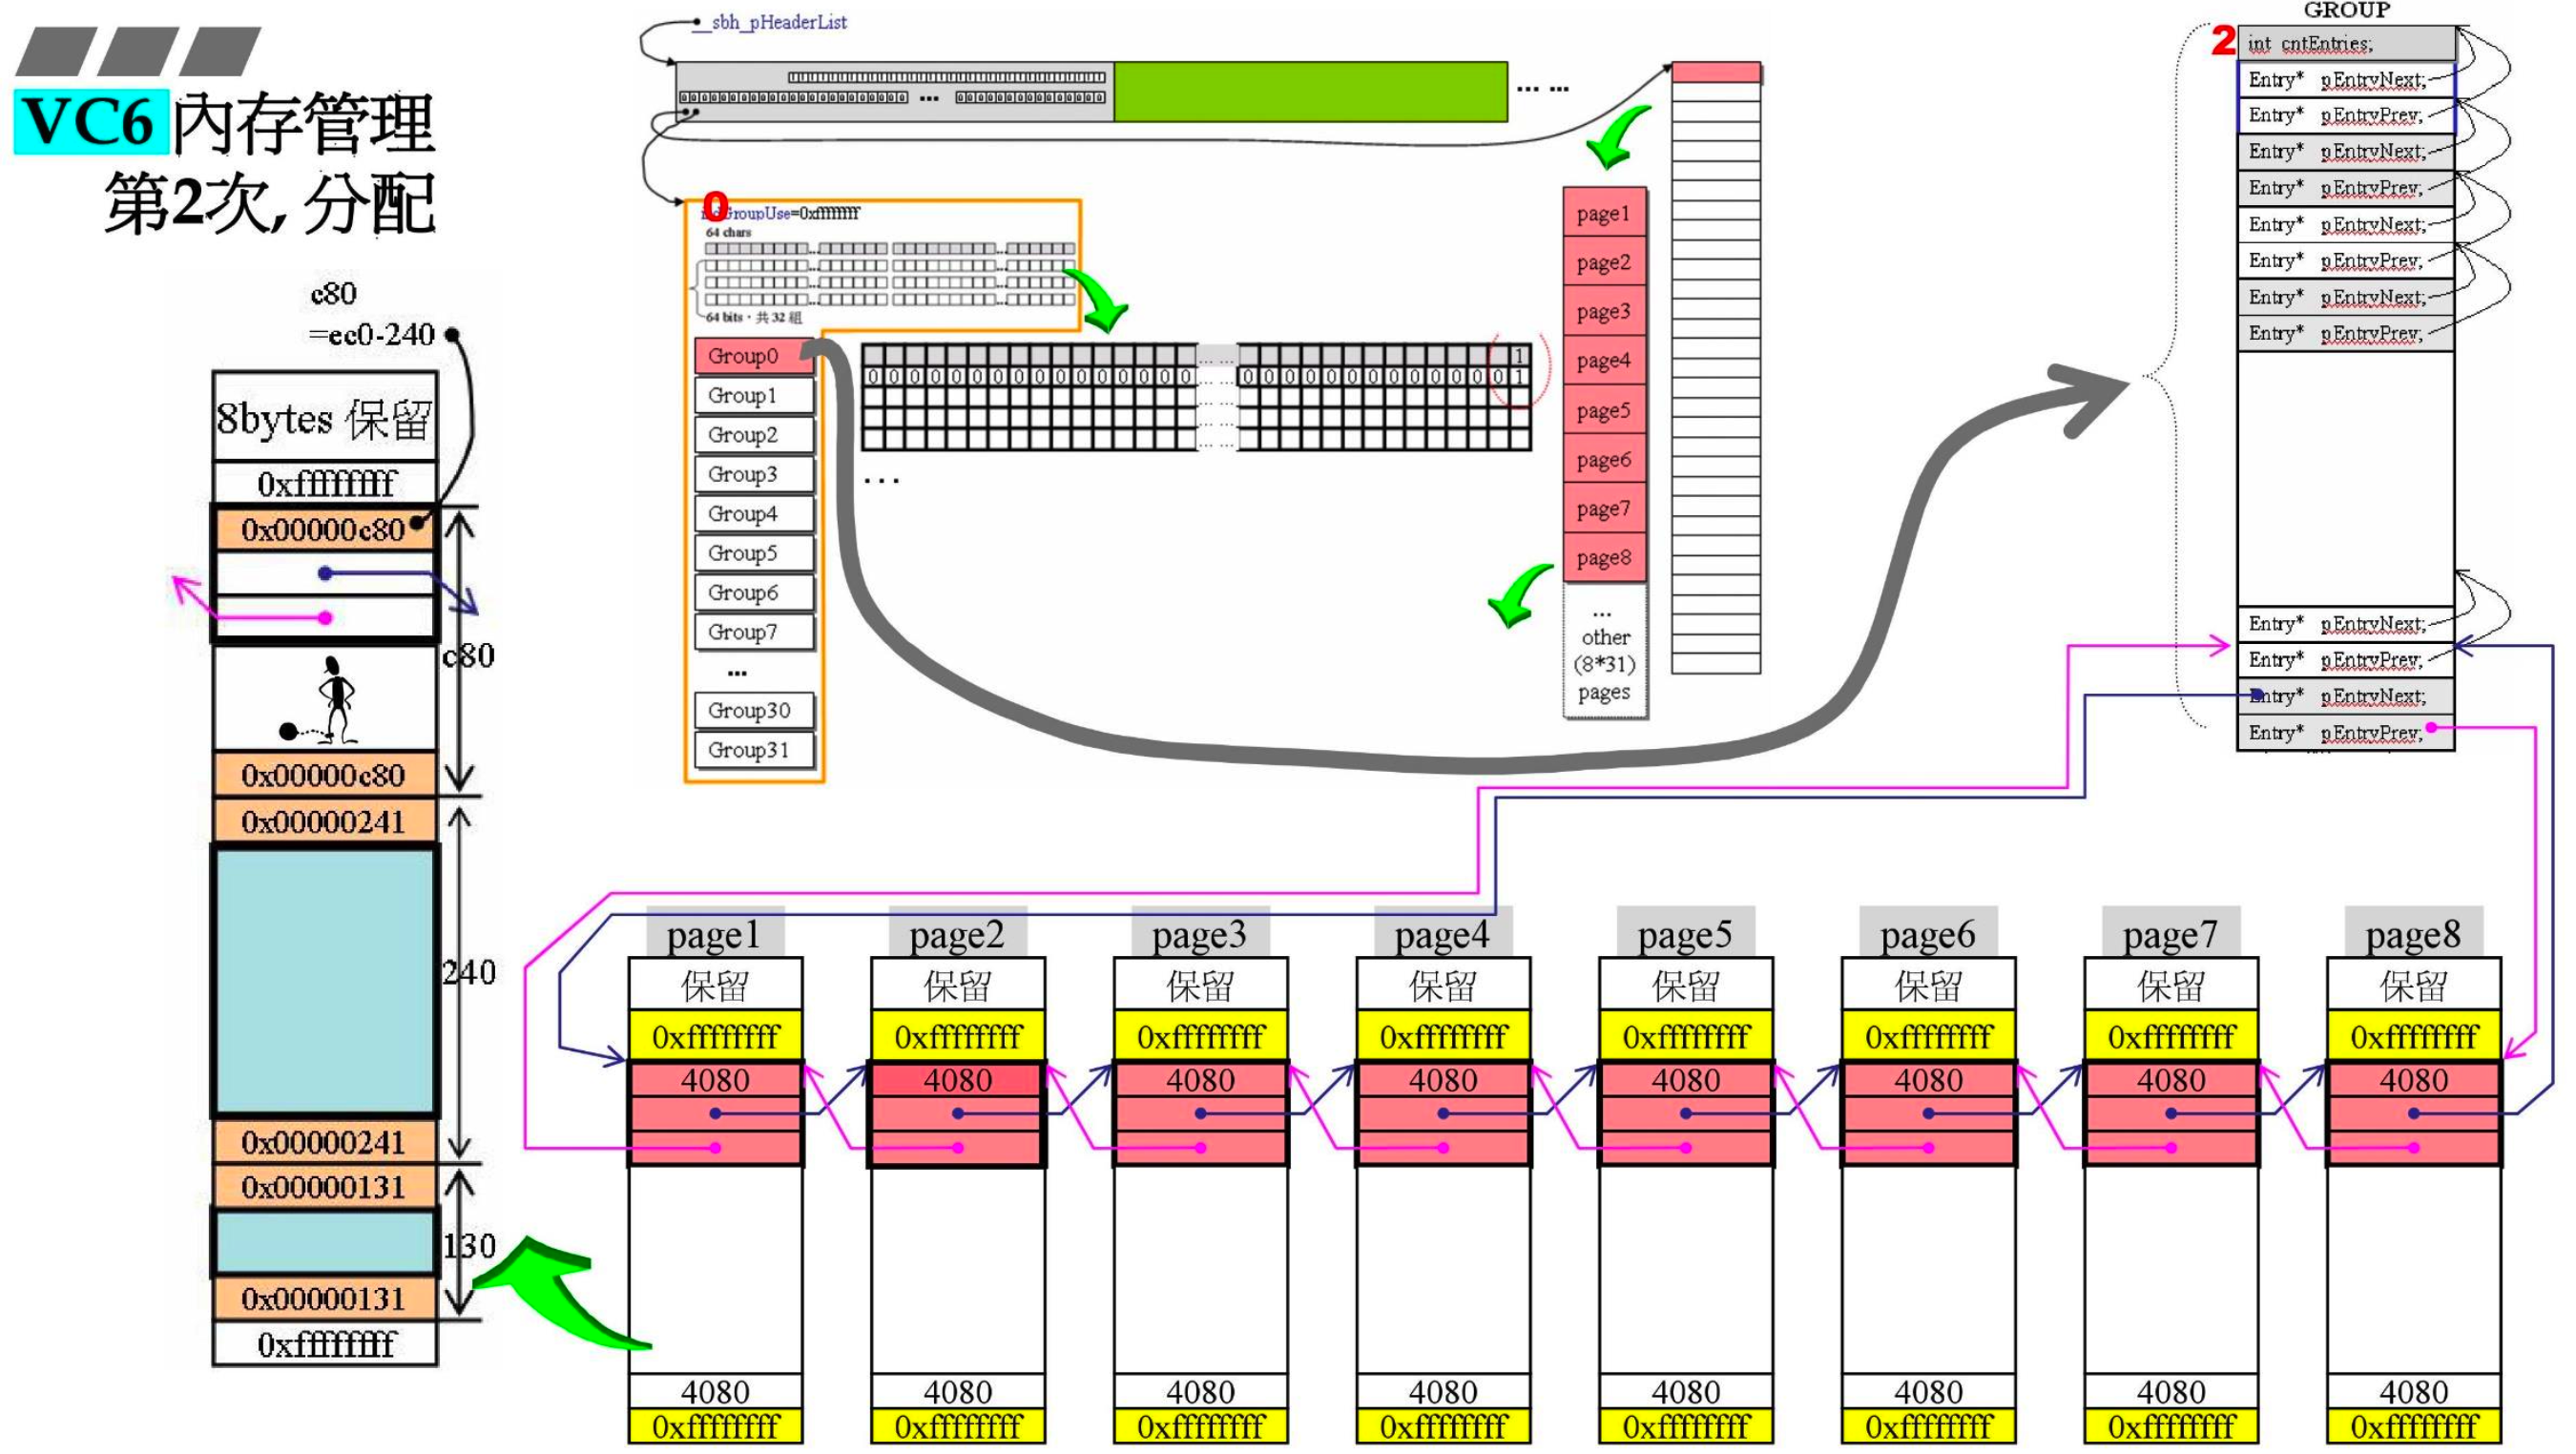 VC6 內存管理
第2次, 分配
c80
=ec0-240
8bytes 保留
0xffffffff
0x00000c80
c80
0x00000c80
0x00000241
240
0x00000241
0x00000131
130
0x00000131
0xffffffff
__sbh_pHeaderList
... ...
0
GroupUse=0xffffffff
64 chars
64 bits，共 32 組
Group0
Group1
Group2
Group3
Group4
Group5
Group6
Group7
...
Group30
Group31
1
0 0 0 0 0 0 0 0 0 0 0 0 0 0 0 0 ... ... 0 0 0 0 0 0 0 0 0 0 0 0 0 1
...
page1
page2
page3
page4
page5
page6
page7
page8
...
other
(8*31)
pages
GROUP
2
int cntEntries;
Entry* pEntryNext;
Entry* pEntryPrev;
Entry* pEntryNext;
Entry* pEntryPrev;
Entry* pEntryNext;
Entry* pEntryPrev;
Entry* pEntryNext;
Entry* pEntryPrev;
Entry* pEntryNext;
Entry* pEntryPrev;
Entry* pEntryNext;
Entry* pEntryPrev;
page1 page2 page3 page4 page5 page6 page7 page8
保留 保留 保留 保留 保留 保留 保留 保留
0xffffffff 0xffffffff 0xffffffff 0xffffffff 0xffffffff 0xffffffff 0xffffffff 0xffffffff
4080 4080 4080 4080 4080 4080 4080 4080
4080 4080 4080 4080 4080 4080 4080 4080
0xffffffff 0xffffffff 0xffffffff 0xffffffff 0xffffffff 0xffffffff 0xffffffff 0xffffffff